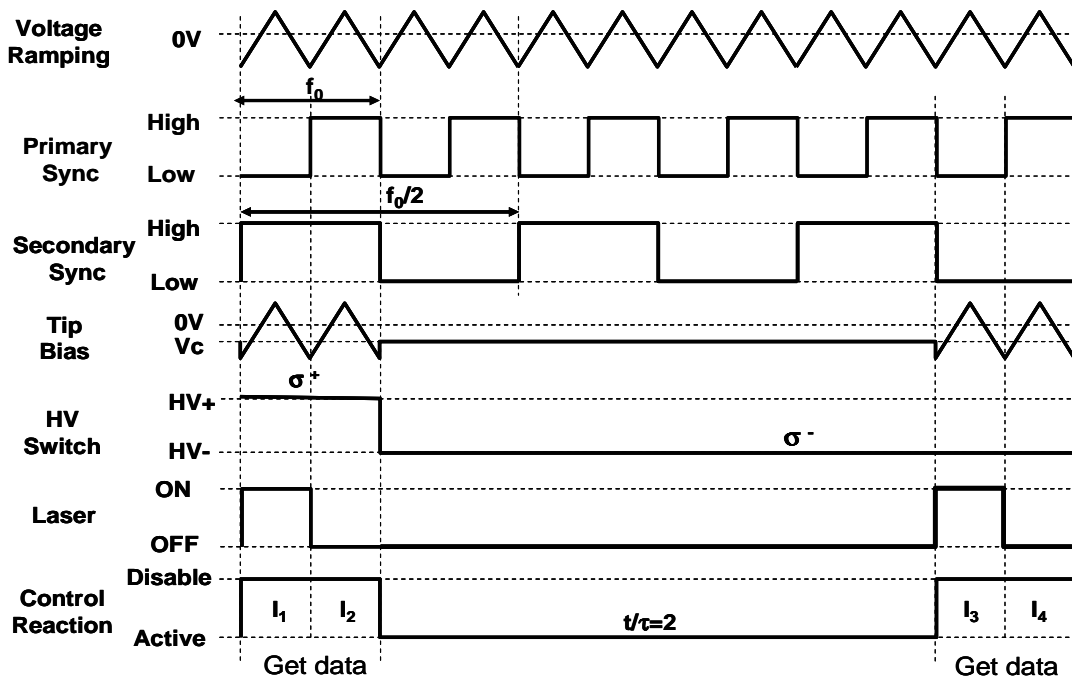 Voltage
Ramping
0V
f₀
Primary
Sync
High
Low
f₀/2
Secondary
Sync
High
Low
Tip
Bias
0V
Vc
σ⁺
HV
Switch
HV+
HV-
σ⁻
Laser
ON
OFF
Control
Reaction
Disable
Active
I₁
I₂
t/τ=2
I₃
I₄
Get data
Get data